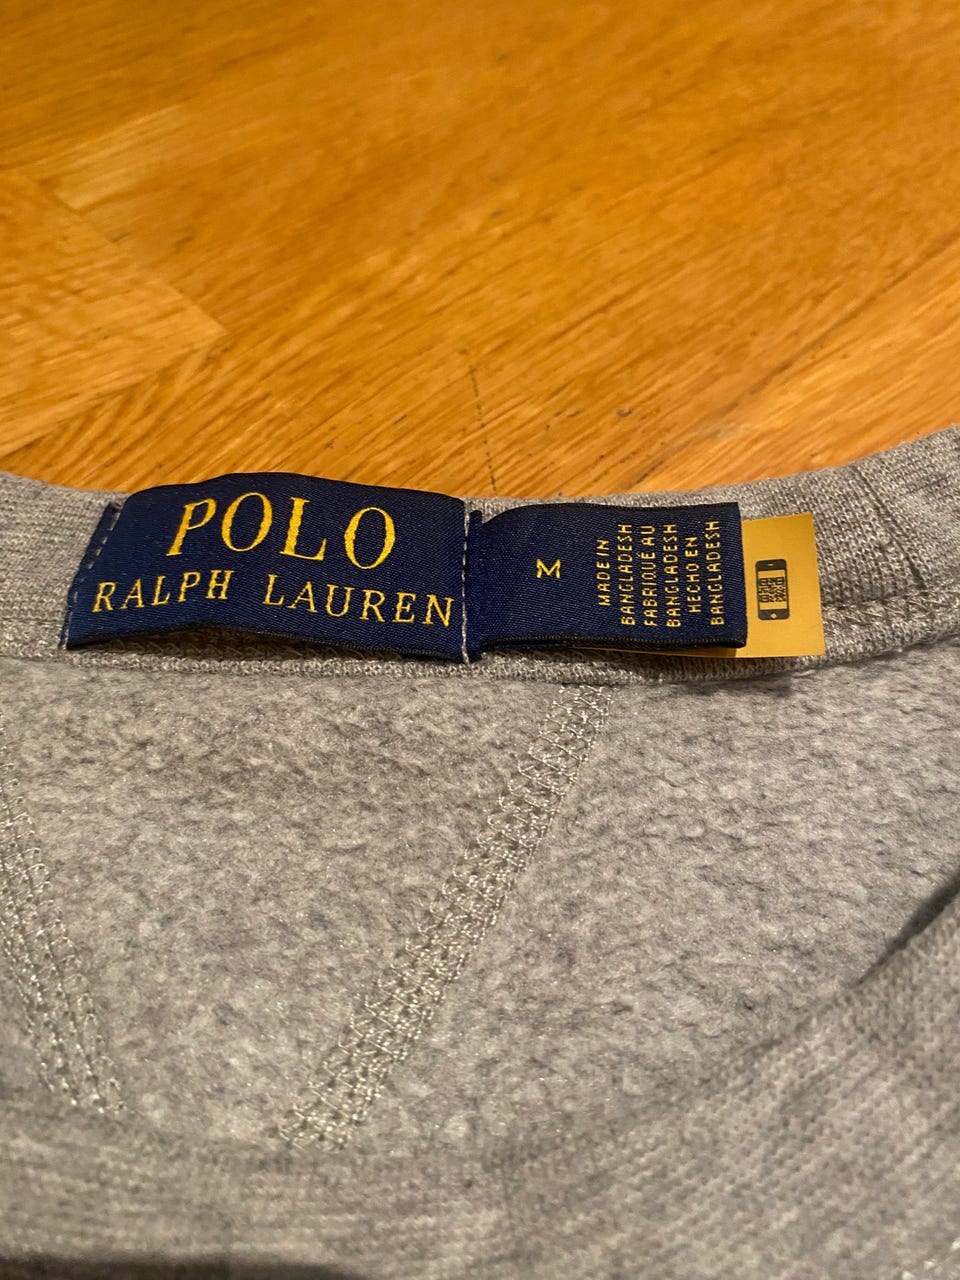 POLO
RALPH LAUREN
M
MADE IN
BANGLADESH
FABRIQUÉ AU
BANGLADESH
HECHO EN
BANGLADESH